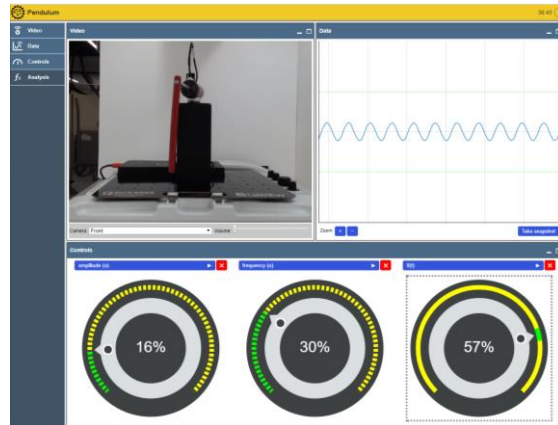 Pendulum
Video
Data
Controls
Analysis
Video
Data
Camera: Front
Volume:
Zoom: + -
Take snapshot
Controls
amplitude (u)
frequency (u)
16%
30%
57%